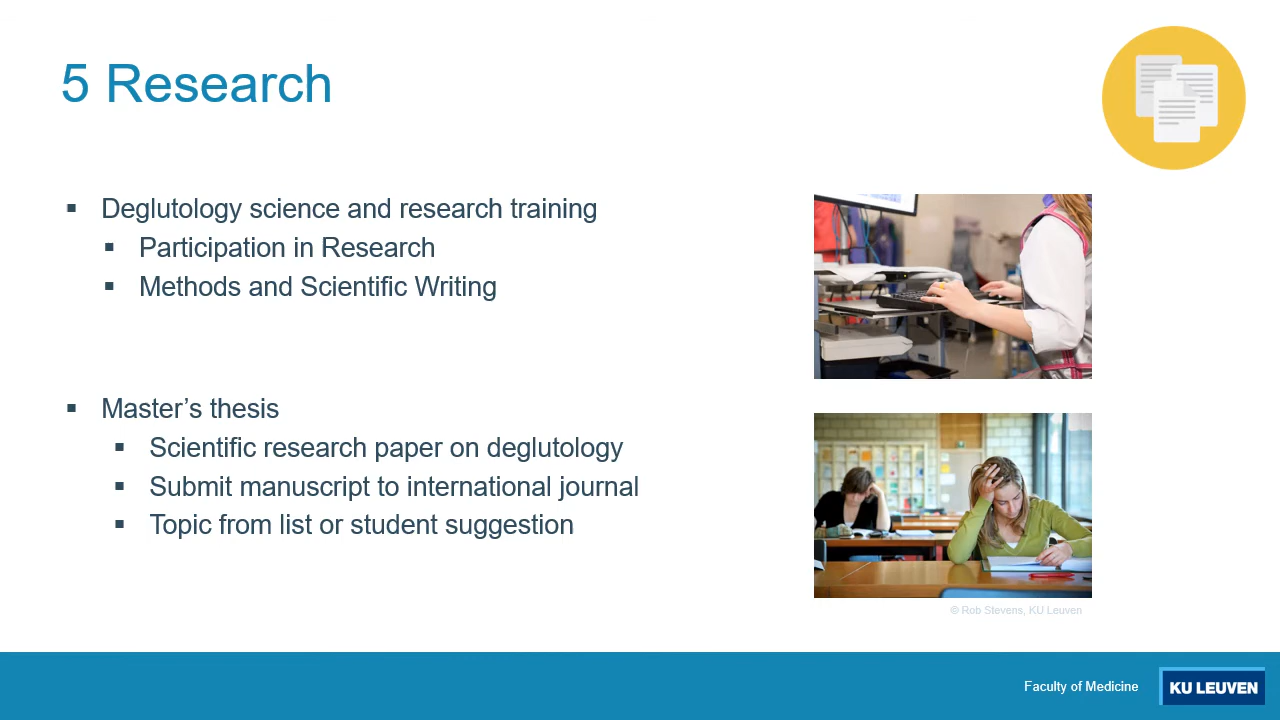 5 Research
Deglutology science and research training
Participation in Research
Methods and Scientific Writing
Master’s thesis
Scientific research paper on deglutology
Submit manuscript to international journal
Topic from list or student suggestion
© Rob Stevens, KU Leuven
Faculty of Medicine
KU LEUVEN